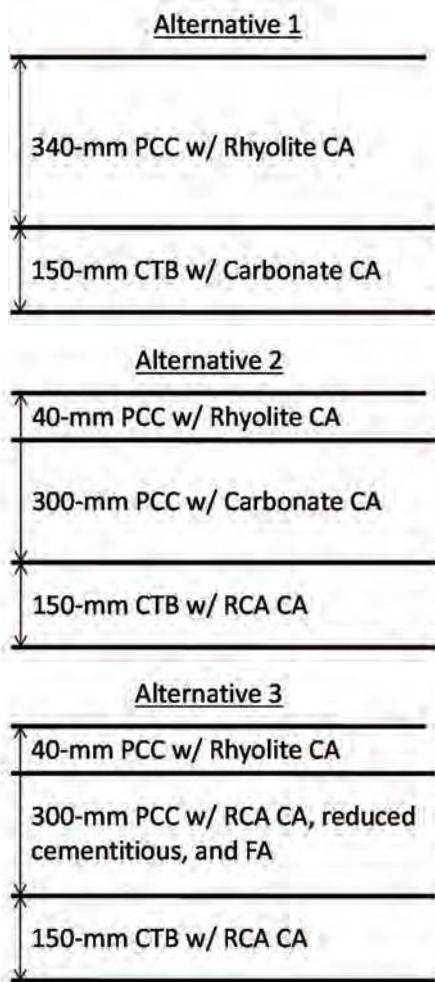 Alternative 1
340-mm PCC w/ Rhyolite CA
150-mm CTB w/ Carbonate CA
Alternative 2
40-mm PCC w/ Rhyolite CA
300-mm PCC w/ Carbonate CA
150-mm CTB w/ RCA CA
Alternative 3
40-mm PCC w/ Rhyolite CA
300-mm PCC w/ RCA CA, reduced
cementitious, and FA
150-mm CTB w/ RCA CA